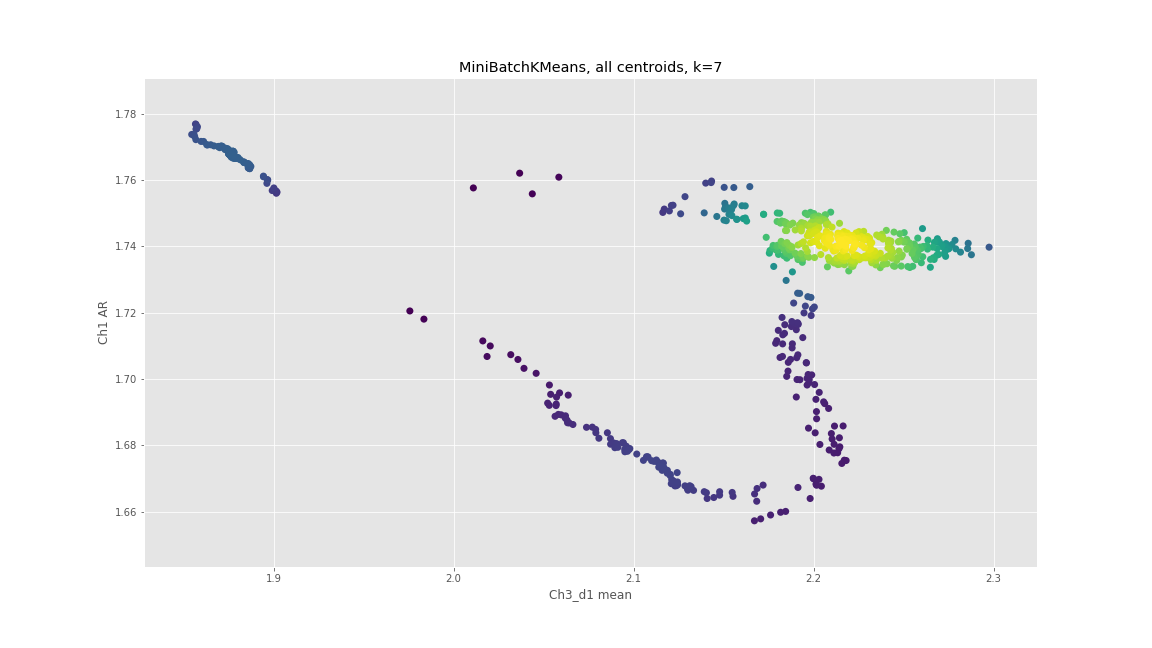 MiniBatchKMeans, all centroids, k=7
1.78
1.76
1.74
1.72
1.70
1.68
1.66
Ch1 AR
1.9 2.0 2.1 2.2 2.3
Ch3_d1 mean